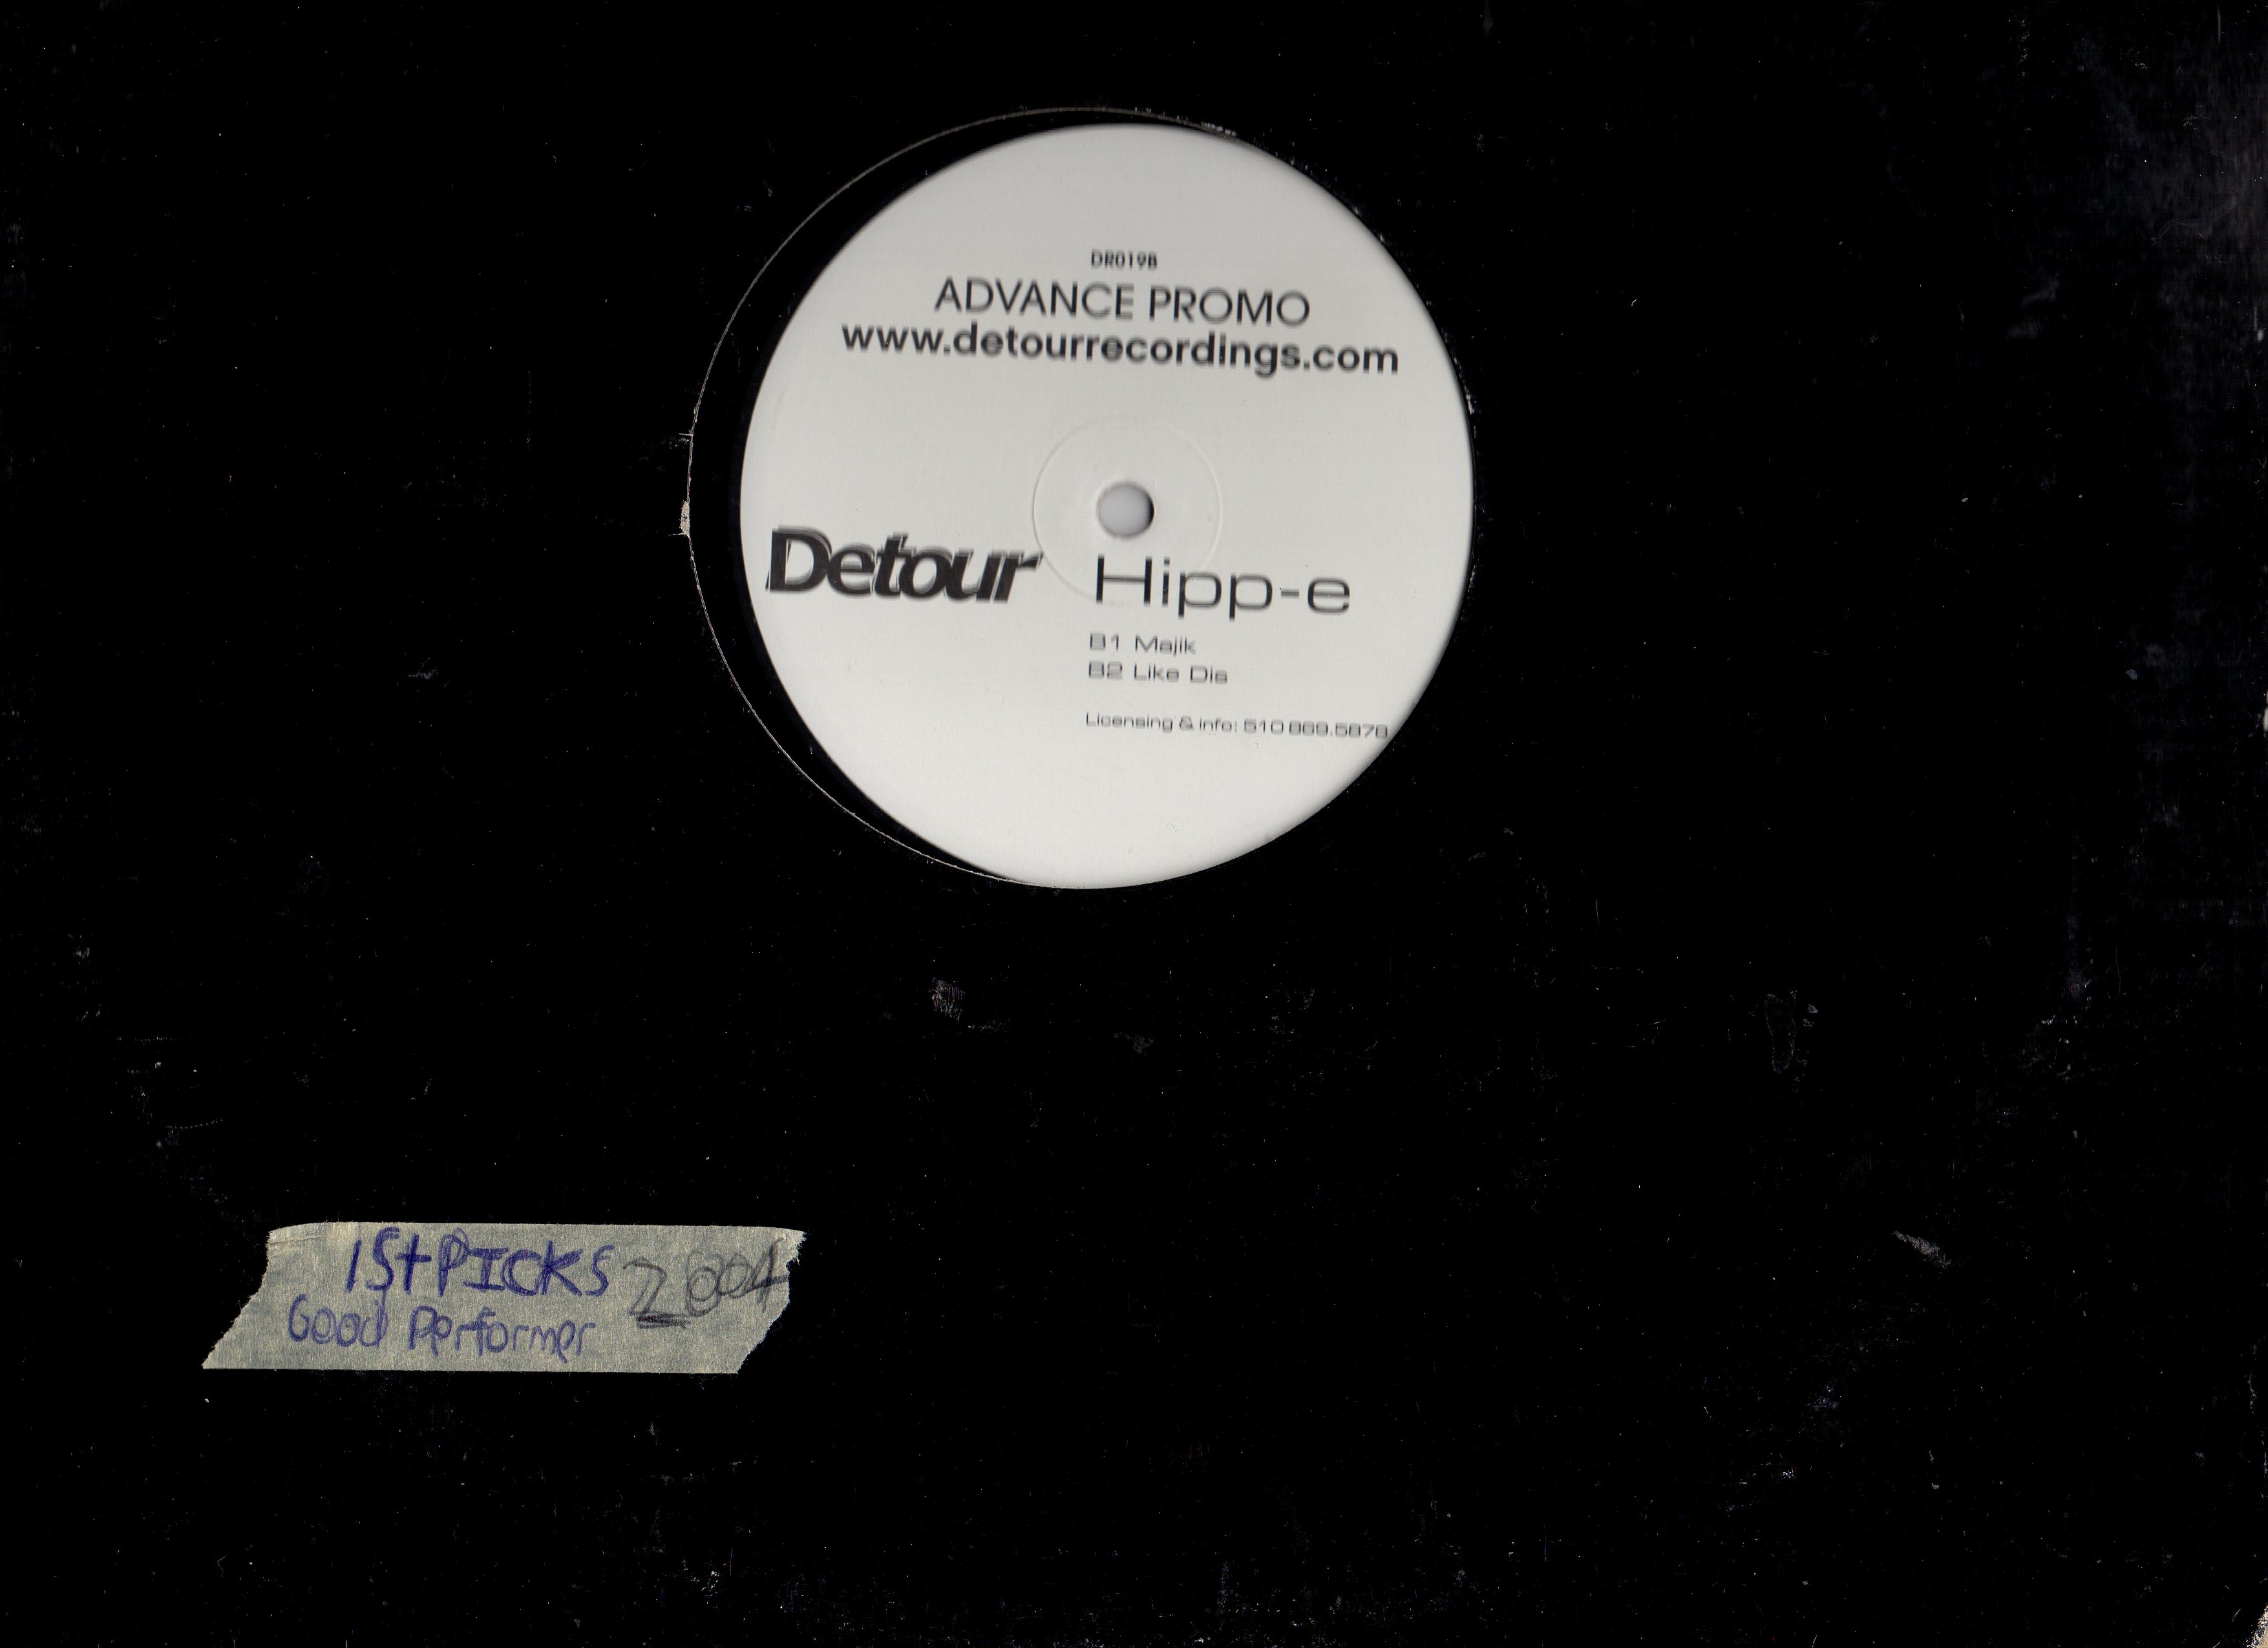 DR019B
ADVANCE PROMO
www.detourrecordings.com
Detour Hipp-e
B1 Majik
B2 Like Dis
Licensing & info: 510 869.5878
1St PICKS 2004
Good Performer